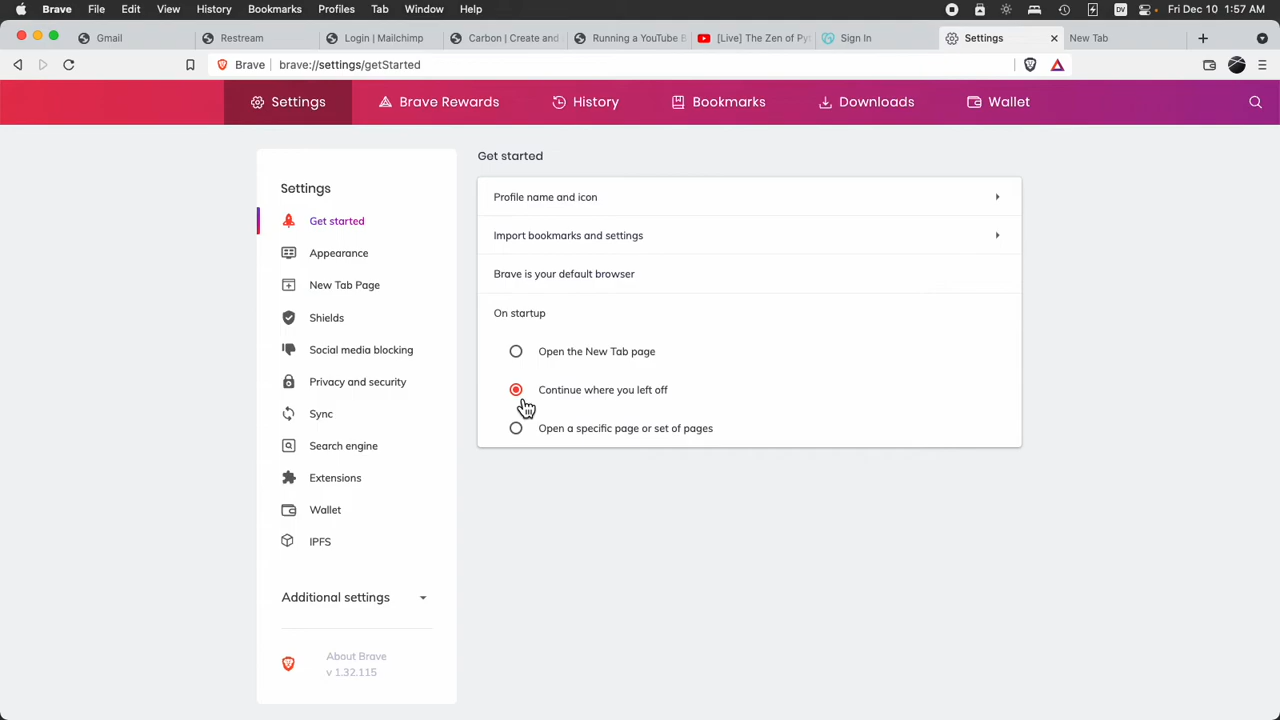 Brave File Edit View History Bookmarks Profiles Tab Window Help DV Fri Dec 10 1:57 AM
Gmail Restream Login | Mailchimp Carbon | Create and Running a YouTube B [Live] The Zen of Py Sign In Settings New Tab
Brave brave://settings/getStarted
Settings Brave Rewards History Bookmarks Downloads Wallet
Settings
Get started
Appearance
New Tab Page
Shields
Social media blocking
Privacy and security
Sync
Search engine
Extensions
Wallet
IPFS
Additional settings
About Brave
v 1.32.115
Get started
Profile name and icon
Import bookmarks and settings
Brave is your default browser
On startup
Open the New Tab page
Continue where you left off
Open a specific page or set of pages